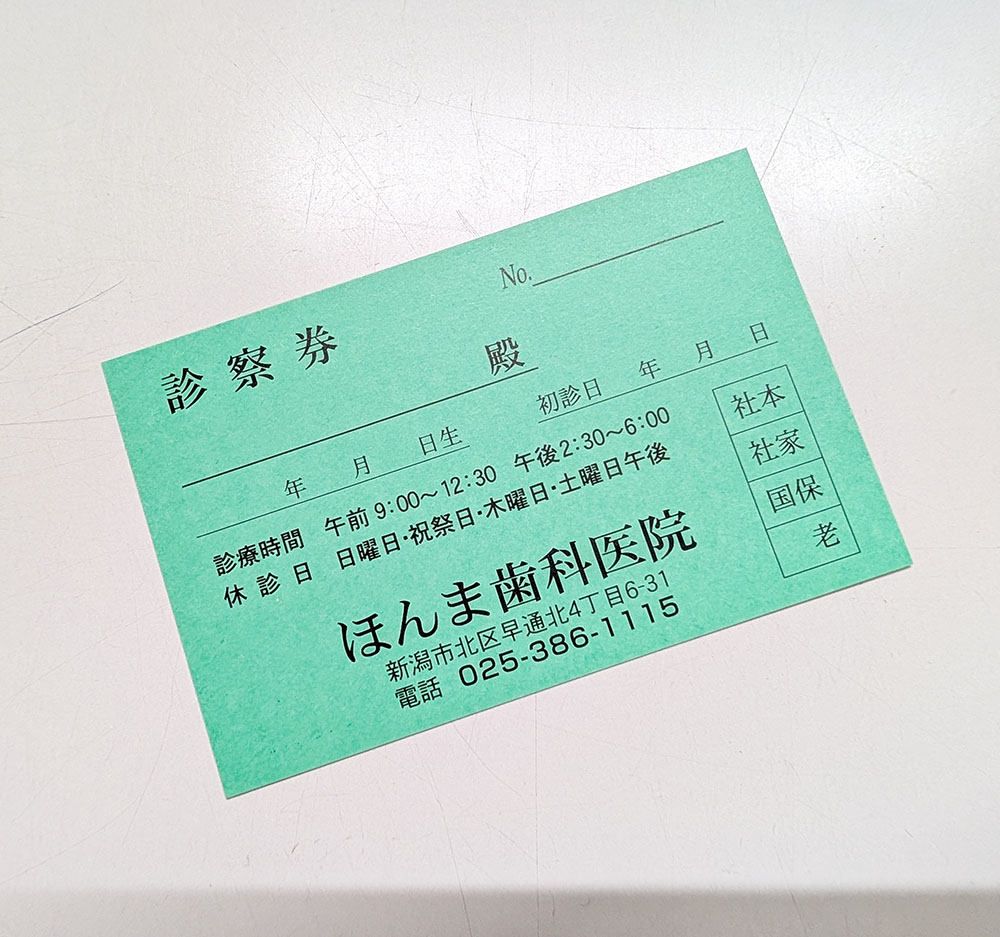 No.
診察券
殿
年 月 日生
初診日 年 月 日
診療時間 午前9:00～12:30 午後2:30～6:00
休診日 日曜日・祝祭日・木曜日・土曜日午後
社本
社家
国保
老
ほんま歯科医院
新潟市北区早通北4丁目6-31
電話 025-386-1115